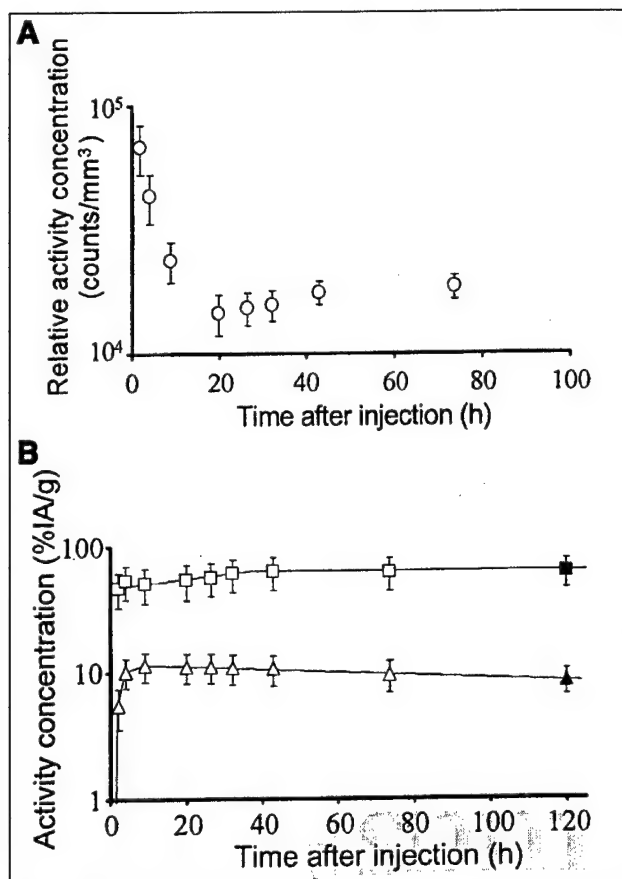 A
Relative activity concentration
(counts/mm³)
10⁵
10⁴
0
20
40
60
80
100
Time after injection (h)
B
Activity concentration (%IA/g)
100
10
1
0
20
40
60
80
100
120
Time after injection (h)